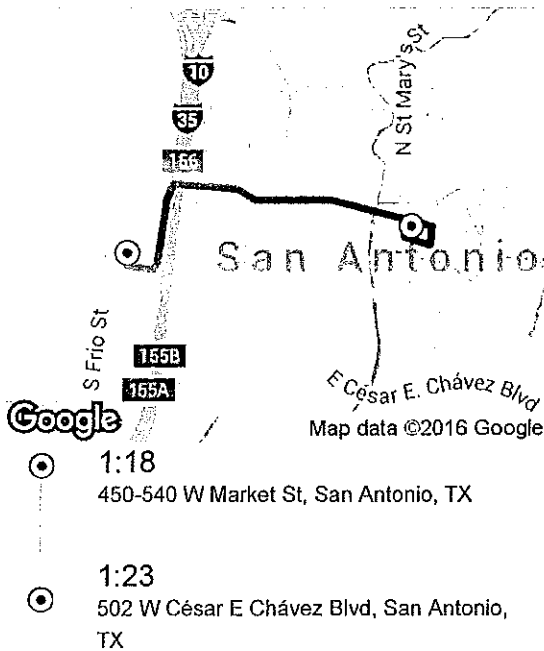 10
35
156
N St Mary's St
San Antonio
S Frio St
155B
155A
E César E. Chávez Blvd
Google
Map data ©2016 Google
1:18
450-540 W Market St, San Antonio, TX
1:23
502 W César E Chávez Blvd, San Antonio,
TX